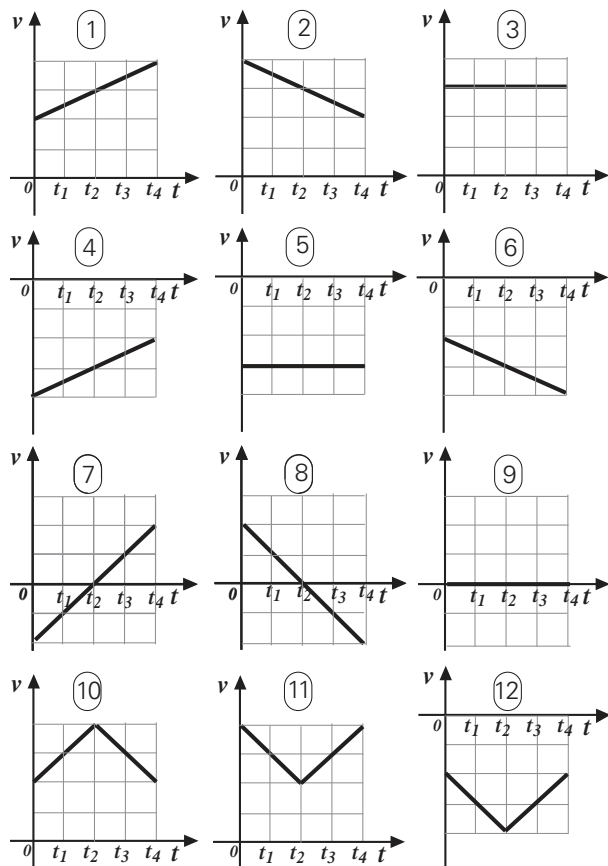 v 1 v 2 v 3
0 t1 t2 t3 t4 t 0 t1 t2 t3 t4 t 0 t1 t2 t3 t4 t
v 4 v 5 v 6
0 t1 t2 t3 t4 t 0 t1 t2 t3 t4 t 0 t1 t2 t3 t4 t
v 7 v 8 v 9
0 t1 t2 t3 t4 t 0 t1 t2 t3 t4 t 0 t1 t2 t3 t4 t
v 10 v 11 v 12
0 t1 t2 t3 t4 t
0 t1 t2 t3 t4 t 0 t1 t2 t3 t4 t